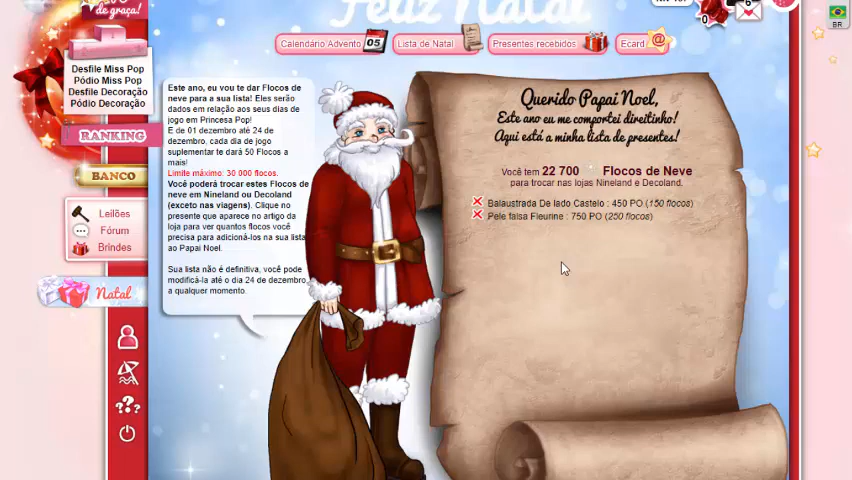 Feliz Natal
de graça!
0
6
BR
Calendário Advento 05
Lista de Natal
Presentes recebidos
Ecard @
Desfile Miss Pop
Pódio Miss Pop
Desfile Decoração
Pódio Decoração
RANKING
BANCO
Leilões
Fórum
Brindes
Natal
Este ano, eu vou te dar Flocos de
neve para a sua lista! Eles serão
dados em relação aos seus dias de
jogo em Princesa Pop!
E de 01 dezembro até 24 de
dezembro, cada dia de jogo
suplementar te dará 50 Flocos a
mais!
Limite máximo: 30 000 flocos.
Você poderá trocar estes Flocos de
neve em Nineland ou Decoland
(exceto nas viagens). Clique no
presente que aparece no artigo da
loja para ver quantos flocos você
precisa para adicioná-los na sua lista
ao Papai Noel.
Sua lista não é definitiva, você pode
modificá-la até o dia 24 de dezembro,
a qualquer momento.
Querido Papai Noel,
Este ano eu me comportei direitinho!
Aqui está a minha lista de presentes!
Você tem 22 700 Flocos de Neve
para trocar nas lojas Nineland e Decoland.
Balaustrada De lado Castelo : 450 PO (150 flocos)
Pele falsa Fleurine : 750 PO (250 flocos)